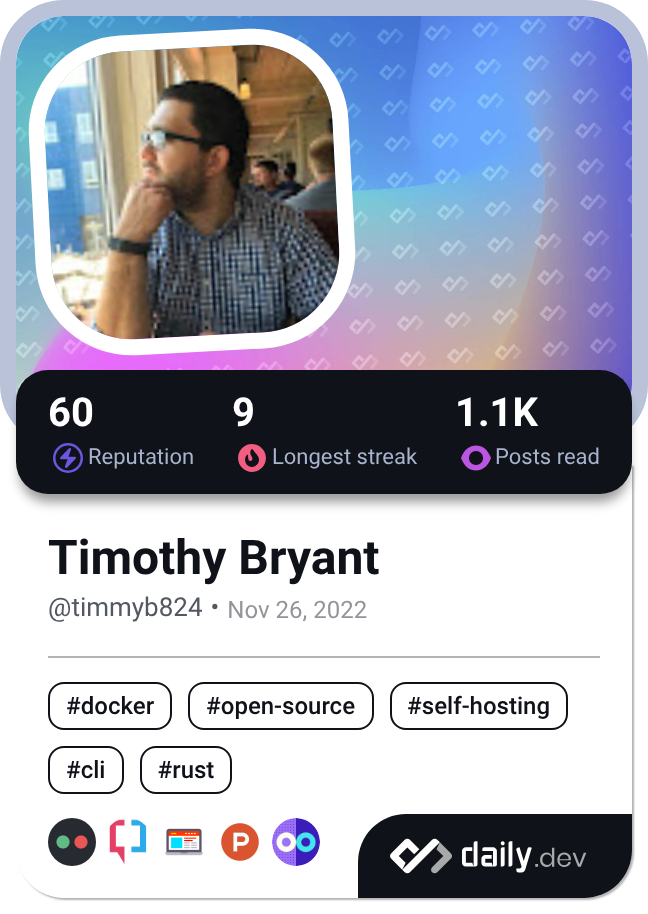 60 9 1.1K
Reputation Longest streak Posts read
Timothy Bryant
@timmyb824 • Nov 26, 2022
#docker #open-source #self-hosting
#cli #rust
P
daily.dev